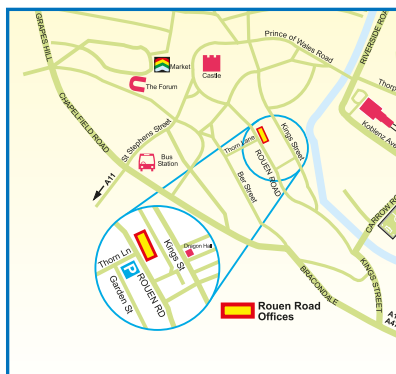 GRAPES HILL
Prince of Wales Road
RIVERSIDE ROAD
Market
Castle
The Forum
Thorp
CHAPELFIELD ROAD
St Stephens Street
Thorn Lane
Kings Street
Koblenz Ave
Bus
Station
ROUEN ROAD
Ber Street
A11
CARROW RO
Thorn Ln
Kings St
Dragon Hall
P
ROUEN RD
Garden St
BRACONDALE
KINGS STREET
Rouen Road
Offices
A1
A47